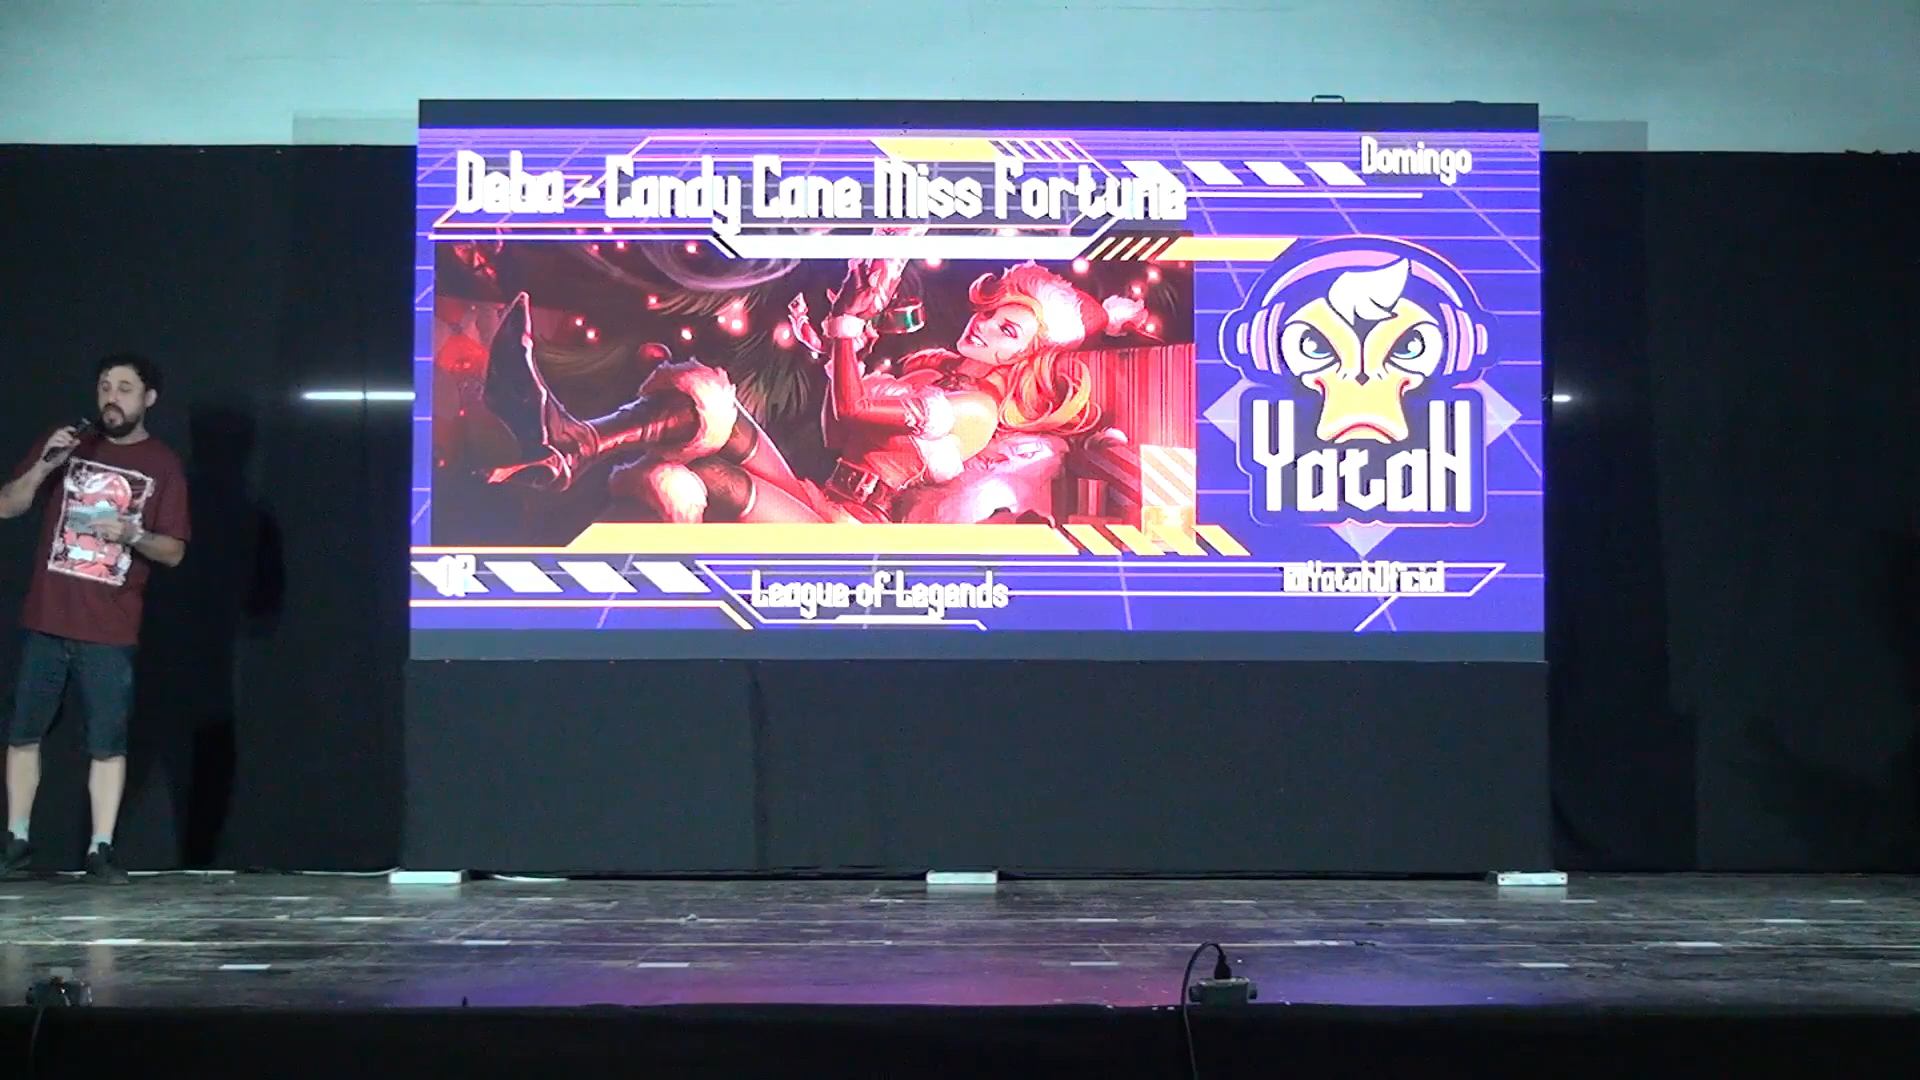 Deba - Candy Cane Miss Fortune
Domingo
YataH
League of Legends
@YatahOficial